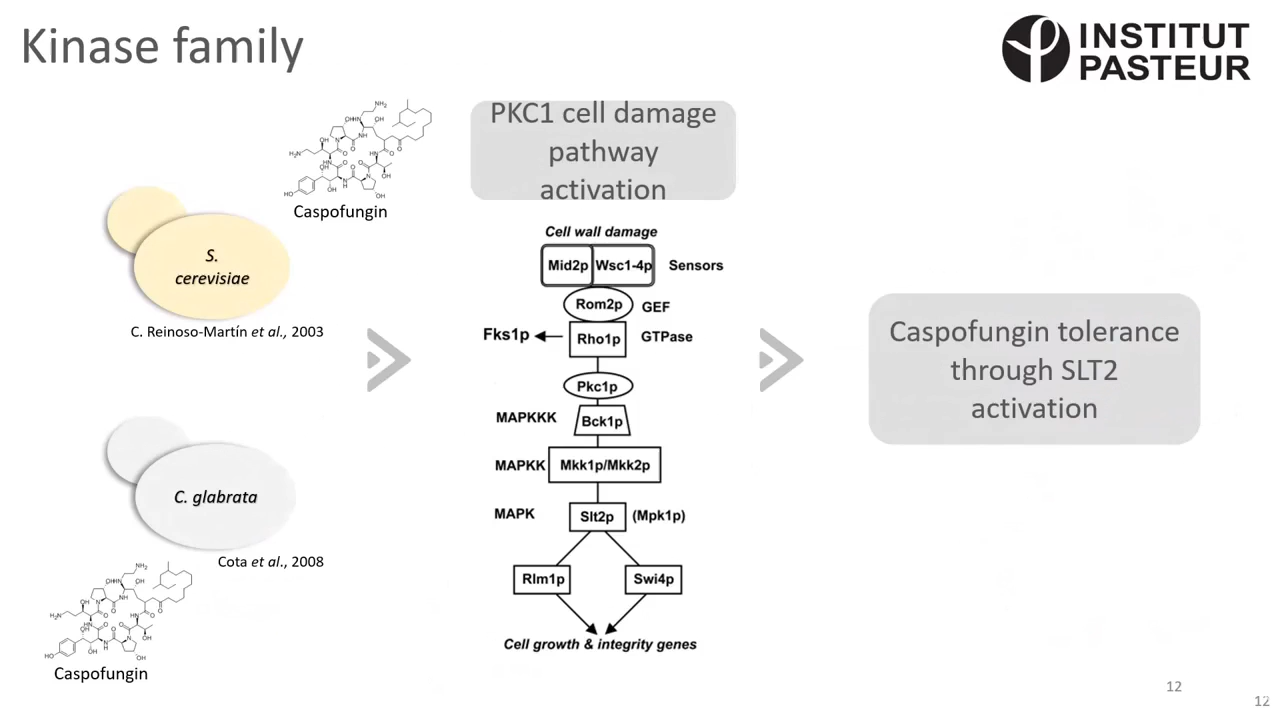 Kinase family
INSTITUT
PASTEUR
Caspofungin
S.
cerevisiae
C. Reinoso-Martín et al., 2003
C. glabrata
Cota et al., 2008
Caspofungin
PKC1 cell damage
pathway
activation
Cell wall damage
Mid2p Wsc1-4p Sensors
Rom2p GEF
Fks1p Rho1p GTPase
Pkc1p
MAPKKK Bck1p
MAPKK Mkk1p/Mkk2p
MAPK Slt2p (Mpk1p)
Rlm1p Swi4p
Cell growth & integrity genes
Caspofungin tolerance
through SLT2
activation
12
12